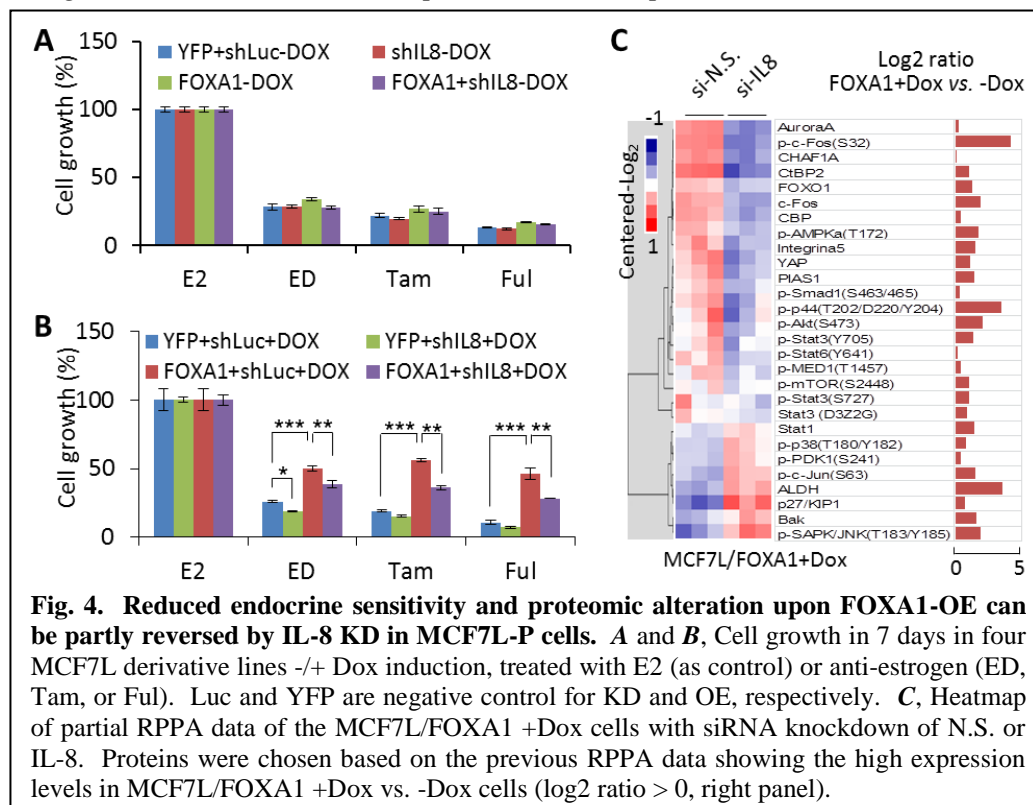 A
150
100
50
0
Cell growth (%)
YFP+shLuc-DOX
shIL8-DOX
FOXA1-DOX
FOXA1+shIL8-DOX
E2 ED Tam Ful
B
150
100
50
0
Cell growth (%)
YFP+shLuc+DOX
YFP+shIL8+DOX
FOXA1+shLuc+DOX
FOXA1+shIL8+DOX
*** **
*
*** **
*** **
E2 ED Tam Ful
C
si-N.S.
si-IL8
Log2 ratio
FOXA1+Dox vs. -Dox
-1
Centered-Log2
1
AuroraA
p-c-Fos(S32)
CHAF1A
CtBP2
FOXO1
c-Fos
CBP
p-AMPKa(T172)
Integrina5
YAP
PIAS1
p-Smad1(S463/465)
p-p44(T202/D220/Y204)
p-Akt(S473)
p-Stat3(Y705)
p-Stat6(Y641)
p-MED1(T1457)
p-mTOR(S2448)
p-Stat3(S727)
Stat3 (D3Z2G)
Stat1
p-p38(T180/Y182)
p-PDK1(S241)
p-c-Jun(S63)
ALDH
p27/KIP1
Bak
p-SAPK/JNK(T183/Y185)
MCF7L/FOXA1+Dox
0 5
Fig. 4. Reduced endocrine sensitivity and proteomic alteration upon FOXA1-OE can
be partly reversed by IL-8 KD in MCF7L-P cells. A and B, Cell growth in 7 days in four
MCF7L derivative lines -/+ Dox induction, treated with E2 (as control) or anti-estrogen (ED,
Tam, or Ful). Luc and YFP are negative control for KD and OE, respectively. C, Heatmap
of partial RPPA data of the MCF7L/FOXA1 +Dox cells with siRNA knockdown of N.S. or
IL-8. Proteins were chosen based on the previous RPPA data showing the high expression
levels in MCF7L/FOXA1 +Dox vs. -Dox cells (log2 ratio > 0, right panel).